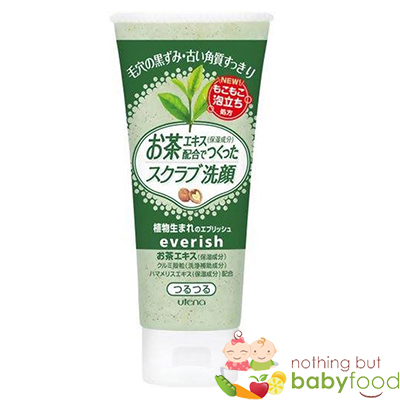 毛穴の黒ずみ・古い角質すっきり
NEW!
もこもこ
泡立ち
処方
お茶エキス(保湿成分)
配合でつくった
スクラブ洗顔
植物生まれのエブリッシュ
everish
お茶エキス(保湿成分)
クルミ殻粒(洗浄補助成分)
ハマメリスエキス(保湿成分)配合
つるつる
utena
nothing but
babyfood